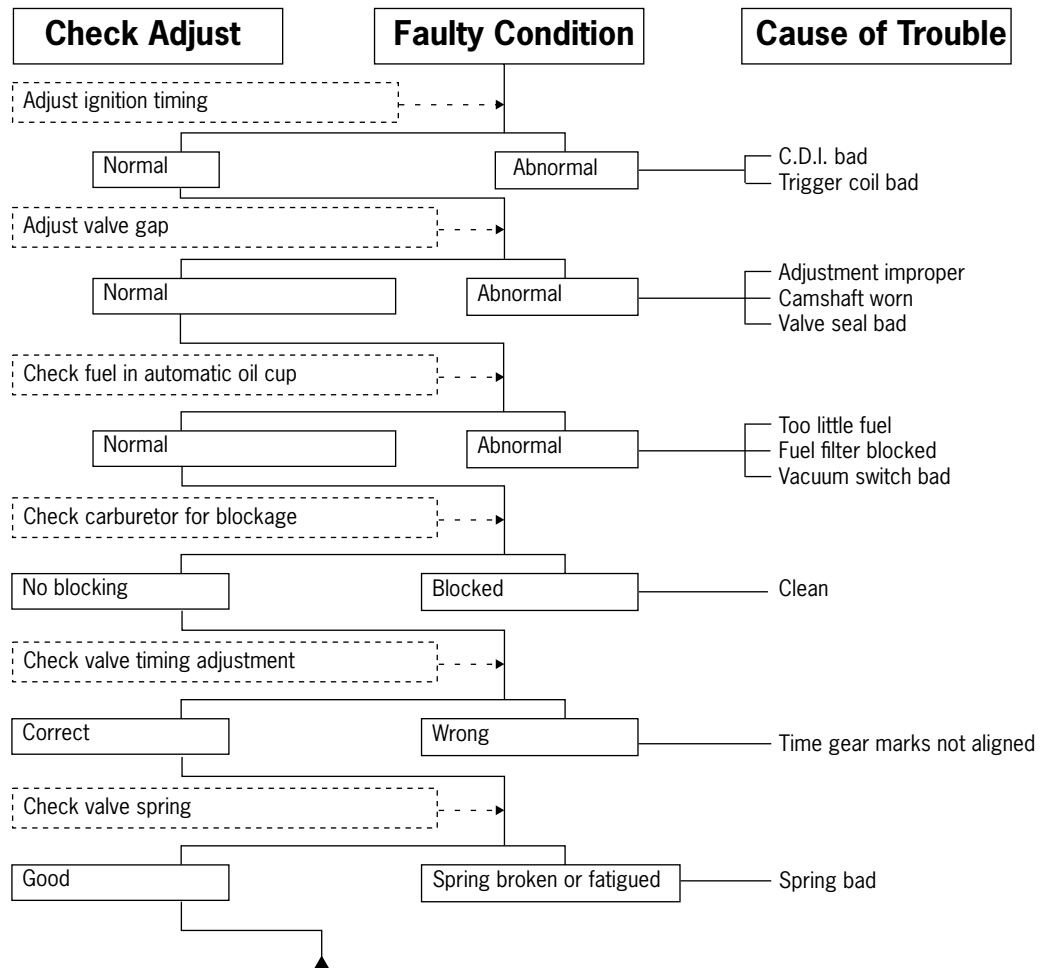 Check Adjust
Faulty Condition
Cause of Trouble
Adjust ignition timing
Normal
Abnormal
C.D.I. bad
Trigger coil bad
Adjust valve gap
Normal
Abnormal
Adjustment improper
Camshaft worn
Valve seal bad
Check fuel in automatic oil cup
Normal
Abnormal
Too little fuel
Fuel filter blocked
Vacuum switch bad
Check carburetor for blockage
No blocking
Blocked
Clean
Check valve timing adjustment
Correct
Wrong
Time gear marks not aligned
Check valve spring
Good
Spring broken or fatigued
Spring bad